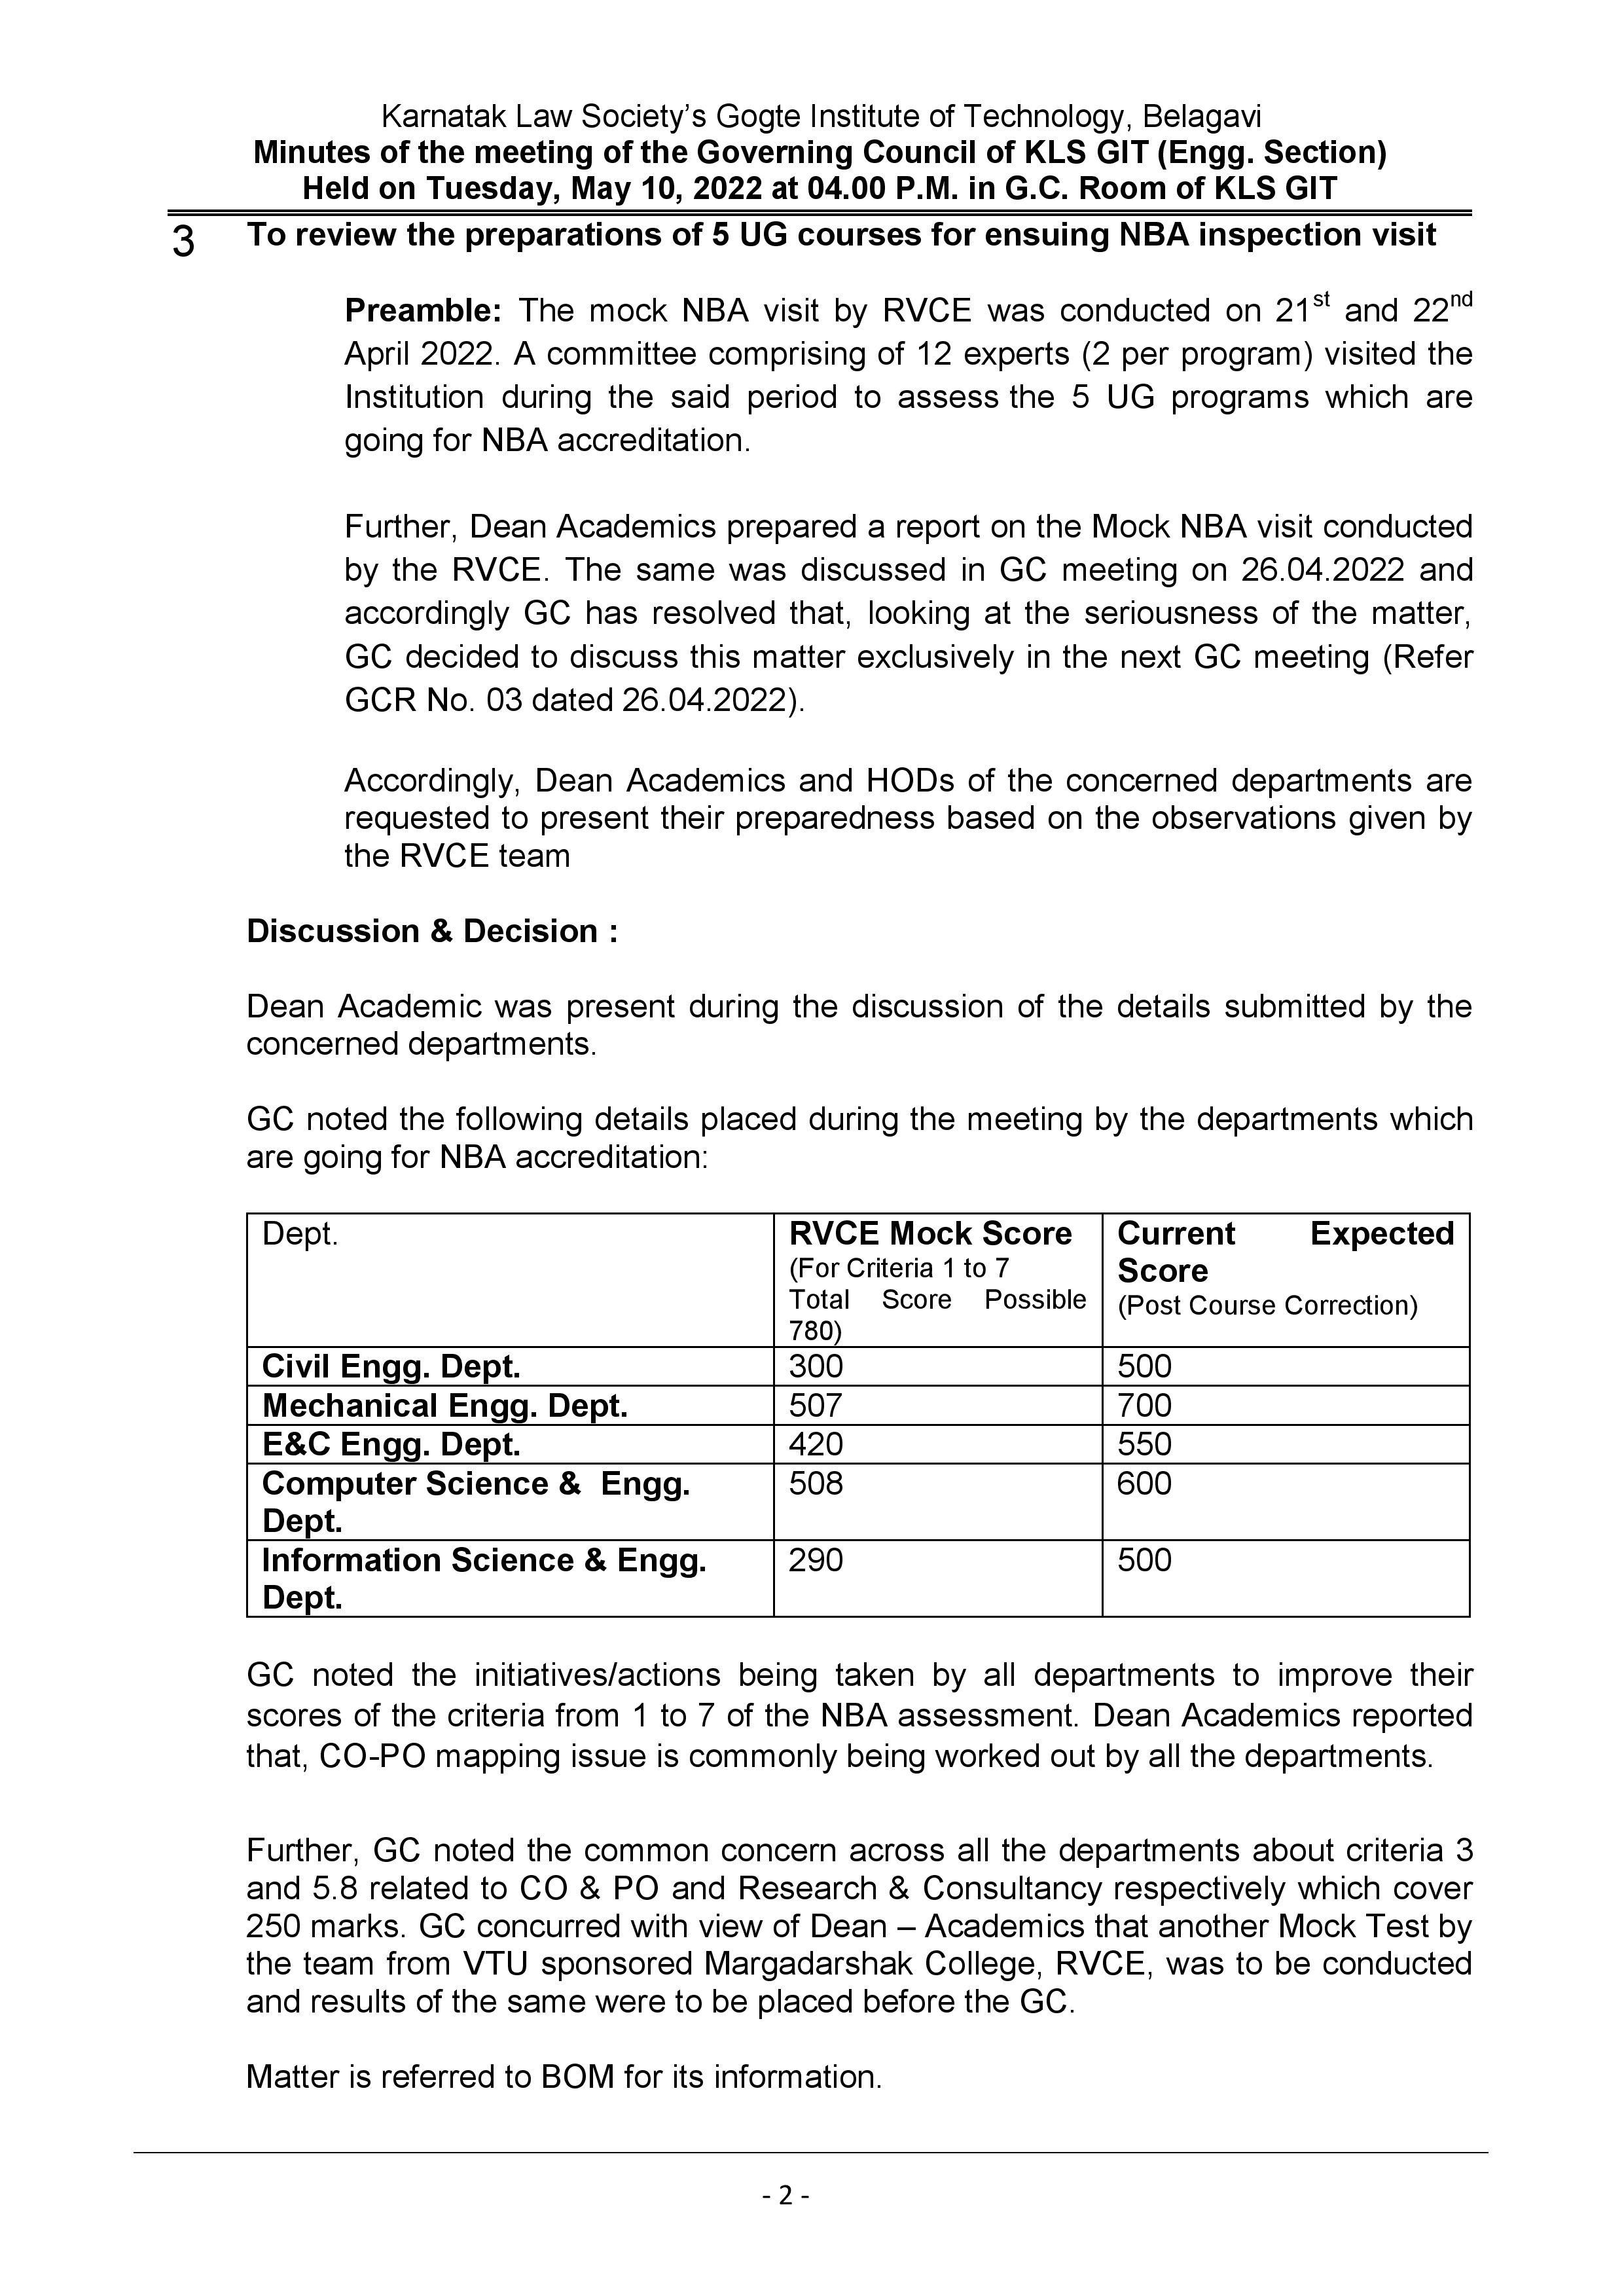 Karnatak Law Society’s Gogte Institute of Technology, Belagavi
Minutes of the meeting of the Governing Council of KLS GIT (Engg. Section)
Held on Tuesday, May 10, 2022 at 04.00 P.M. in G.C. Room of KLS GIT
3 To review the preparations of 5 UG courses for ensuing NBA inspection visit
Preamble: The mock NBA visit by RVCE was conducted on 21st and 22nd
April 2022. A committee comprising of 12 experts (2 per program) visited the
Institution during the said period to assess the 5 UG programs which are
going for NBA accreditation.
Further, Dean Academics prepared a report on the Mock NBA visit conducted
by the RVCE. The same was discussed in GC meeting on 26.04.2022 and
accordingly GC has resolved that, looking at the seriousness of the matter,
GC decided to discuss this matter exclusively in the next GC meeting (Refer
GCR No. 03 dated 26.04.2022).
Accordingly, Dean Academics and HODs of the concerned departments are
requested to present their preparedness based on the observations given by
the RVCE team
Discussion & Decision :
Dean Academic was present during the discussion of the details submitted by the
concerned departments.
GC noted the following details placed during the meeting by the departments which
are going for NBA accreditation:
Dept.
RVCE Mock Score
(For Criteria 1 to 7
Total Score Possible
780)
Current Expected
Score
(Post Course Correction)
Civil Engg. Dept. 300 500
Mechanical Engg. Dept. 507 700
E&C Engg. Dept. 420 550
Computer Science & Engg. 508 600
Dept.
Information Science & Engg. 290 500
Dept.
GC noted the initiatives/actions being taken by all departments to improve their
scores of the criteria from 1 to 7 of the NBA assessment. Dean Academics reported
that, CO-PO mapping issue is commonly being worked out by all the departments.
Further, GC noted the common concern across all the departments about criteria 3
and 5.8 related to CO & PO and Research & Consultancy respectively which cover
250 marks. GC concurred with view of Dean – Academics that another Mock Test by
the team from VTU sponsored Margadarshak College, RVCE, was to be conducted
and results of the same were to be placed before the GC.
Matter is referred to BOM for its information.
- 2 -